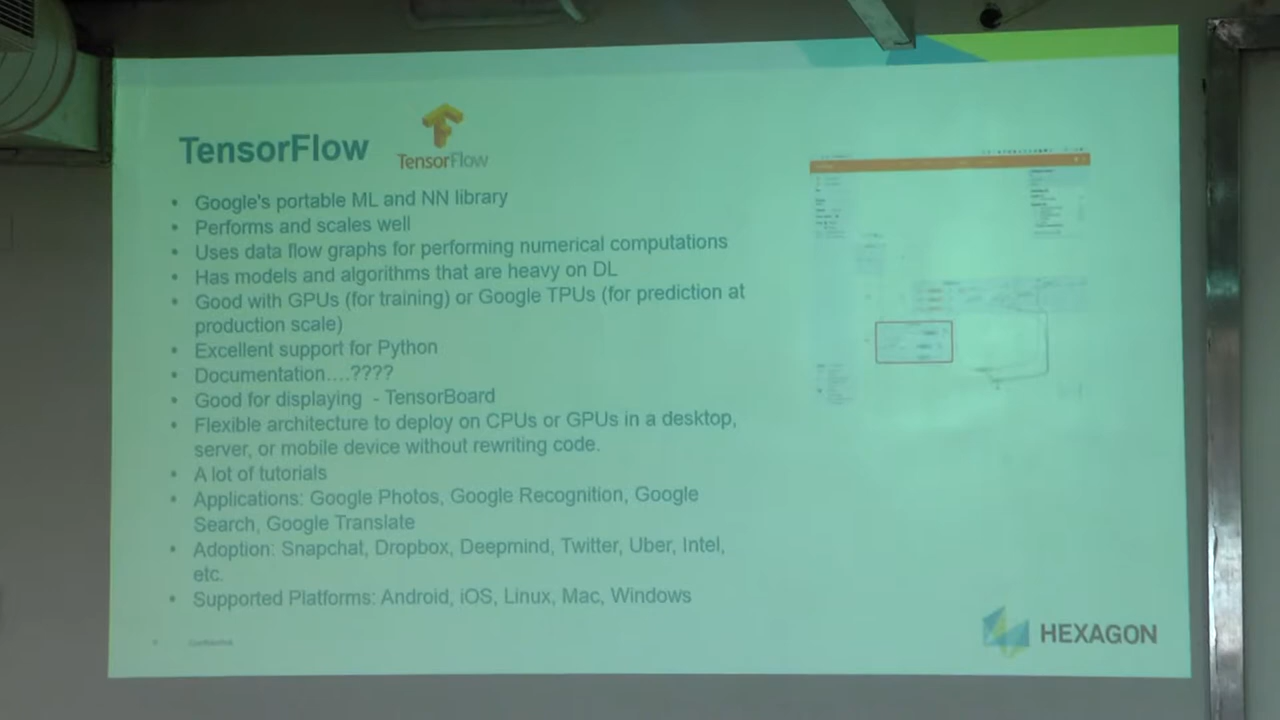 TensorFlow
TensorFlow
• Google's portable ML and NN library
• Performs and scales well
• Uses data flow graphs for performing numerical computations
• Has models and algorithms that are heavy on DL
• Good with GPUs (for training) or Google TPUs (for prediction at
production scale)
• Excellent support for Python
• Documentation....????
• Good for displaying - TensorBoard
• Flexible architecture to deploy on CPUs or GPUs in a desktop,
server, or mobile device without rewriting code.
• A lot of tutorials
• Applications: Google Photos, Google Recognition, Google
Search, Google Translate
• Adoption: Snapchat, Dropbox, Deepmind, Twitter, Uber, Intel,
etc.
• Supported Platforms: Android, iOS, Linux, Mac, Windows
Confidential
HEXAGON